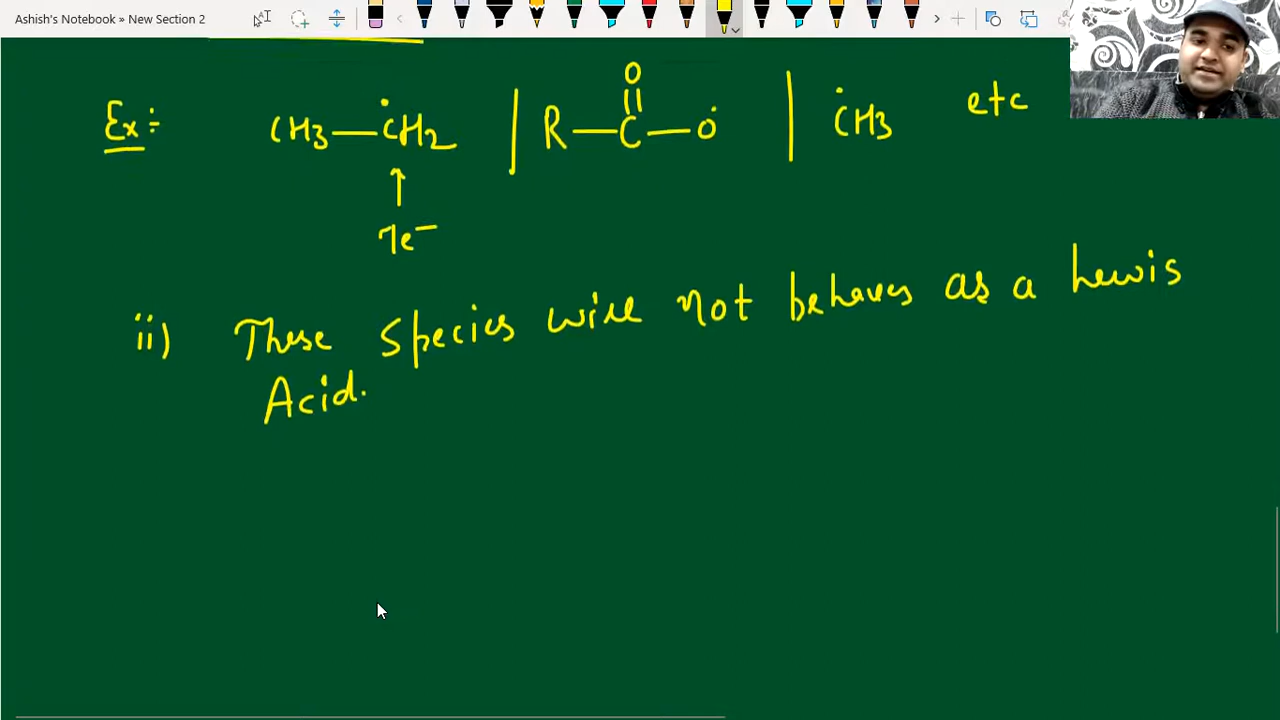 Ashish's Notebook » New Section 2
O
Ex:- CH3—ĊH2 | R—C—Ȯ | ĊH3 etc
↑
7e⁻
ii) These Species will not behaves as a Lewis
Acid.